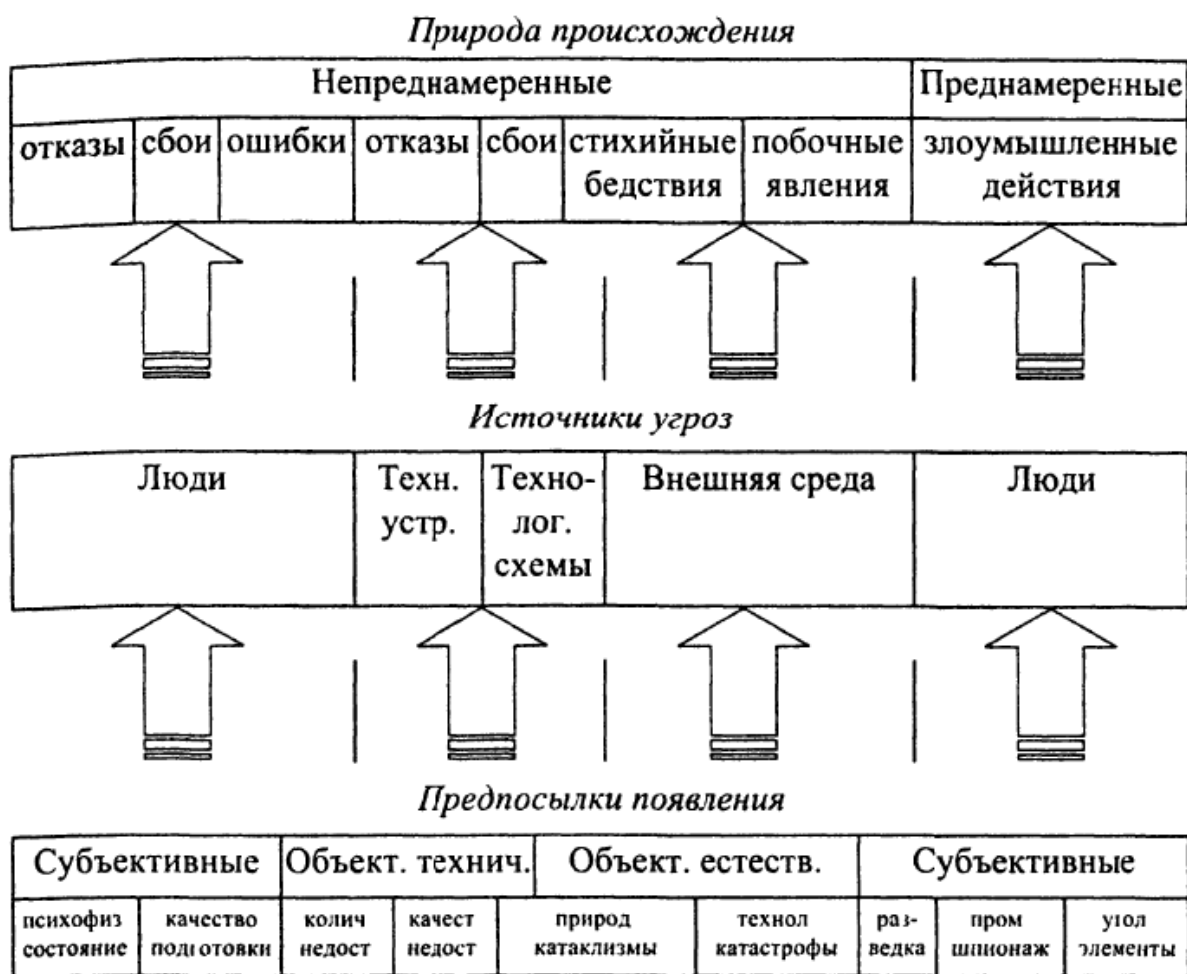 Природа происхождения
Непреднамеренные Преднамеренные
отказы сбои ошибки отказы сбои стихийные побочные злоумышленные
бедствия явления действия
Источники угроз
Люди Техн. Техно- Внешняя среда Люди
устр. лог.
схемы
Предпосылки появления
Субъективные Объект. технич. Объект. естеств. Субъективные
психофиз качество колич качест природ технол раз- пром угол
состояние подготовки недост недост катаклизмы катастрофы ведка шпионаж элементы